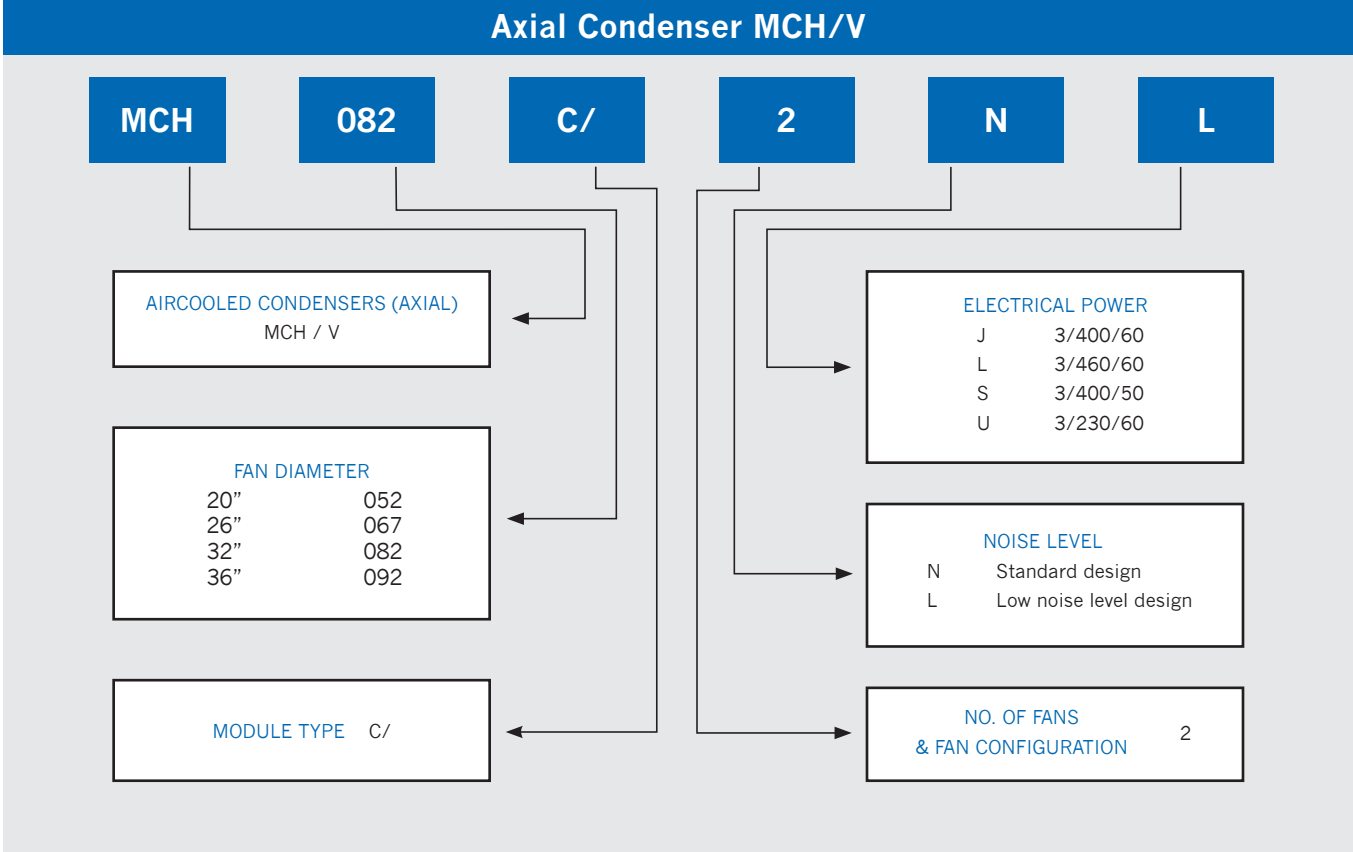 Axial Condenser MCH/V
MCH 082 C/ 2 N L
AIRCOOLED CONDENSERS (AXIAL)
MCH / V
FAN DIAMETER
20” 052
26” 067
32” 082
36” 092
MODULE TYPE C/
ELECTRICAL POWER
J 3/400/60
L 3/460/60
S 3/400/50
U 3/230/60
NOISE LEVEL
N Standard design
L Low noise level design
NO. OF FANS
& FAN CONFIGURATION 2